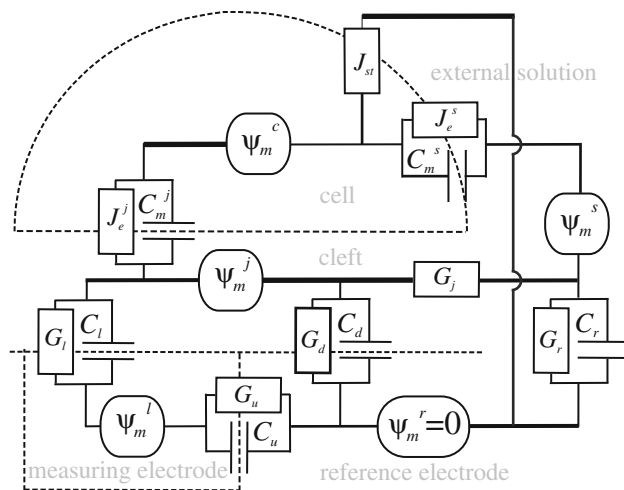 J_st
external solution
J_e^s
ψ_m^c
C_m^s
J_e^j
C_m^j
cell
ψ_m^s
cleft
ψ_m^j
G_j
G_l
C_l
G_d
C_d
G_r
C_r
G_u
ψ_m^l
C_u
ψ_m^r=0
measuring electrode
reference electrode